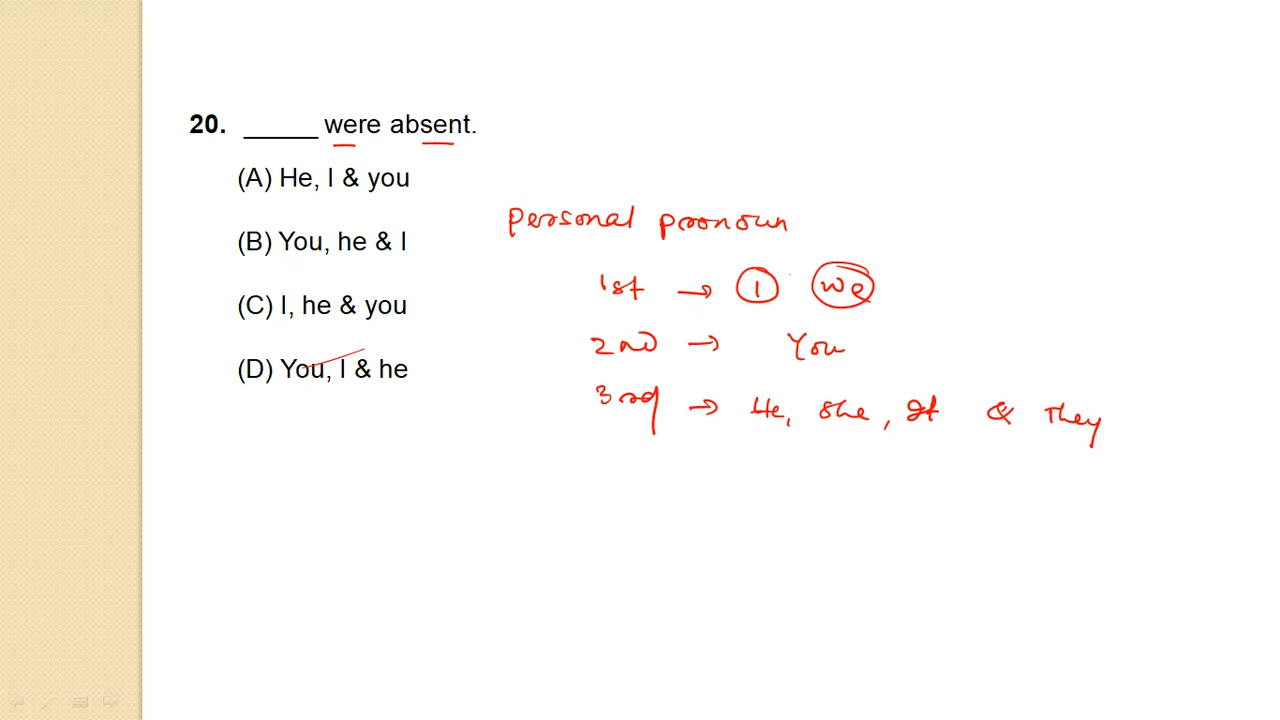 20. _____ were absent.
(A) He, I & you
personal pronoun
(B) You, he & I
1st → I we
(C) I, he & you
2nd → You
(D) You, I & he
3rd → He, She, It & They